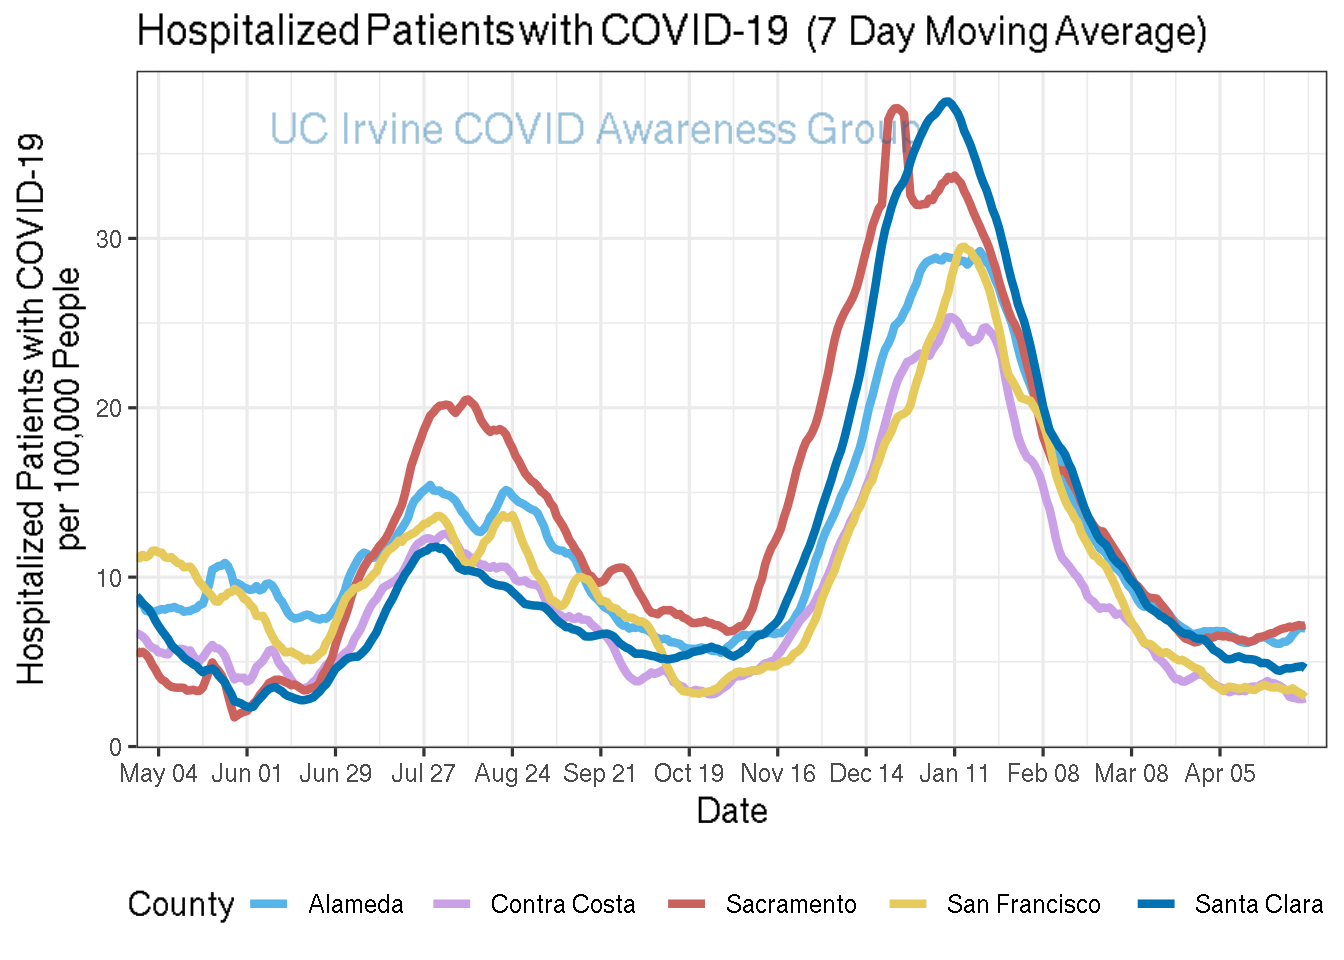 Hospitalized Patients with COVID-19 (7 Day Moving Average)
UC Irvine COVID Awareness Group
Hospitalized Patients with COVID-19
per 100,000 People
30
20
10
0
May 04 Jun 01 Jun 29 Jul 27 Aug 24 Sep 21 Oct 19 Nov 16 Dec 14 Jan 11 Feb 08 Mar 08 Apr 05
Date
County Alameda Contra Costa Sacramento San Francisco Santa Clara